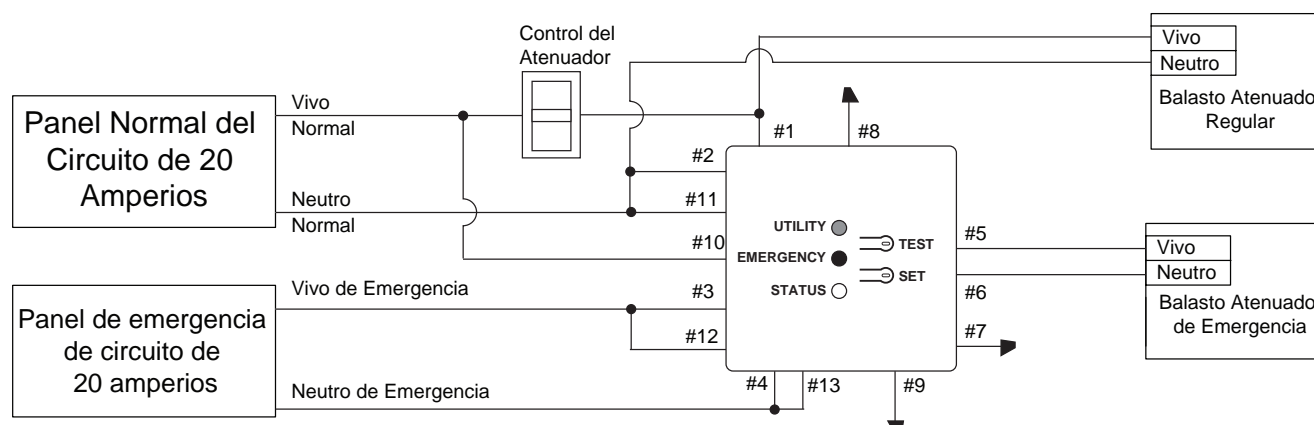 Control del
Atenuador
Vivo
Neutro
Balasto Atenuador
Regular
Panel Normal del
Circuito de 20
Amperios
Vivo
Normal
Neutro
Normal
#1
#8
#2
#11
#10
#3
#12
#4
#13
#9
#5
#6
#7
UTILITY
EMERGENCY
STATUS
TEST
SET
Vivo
Neutro
Balasto Atenuador
de Emergencia
Panel de emergencia
de circuito de
20 amperios
Vivo de Emergencia
Neutro de Emergencia